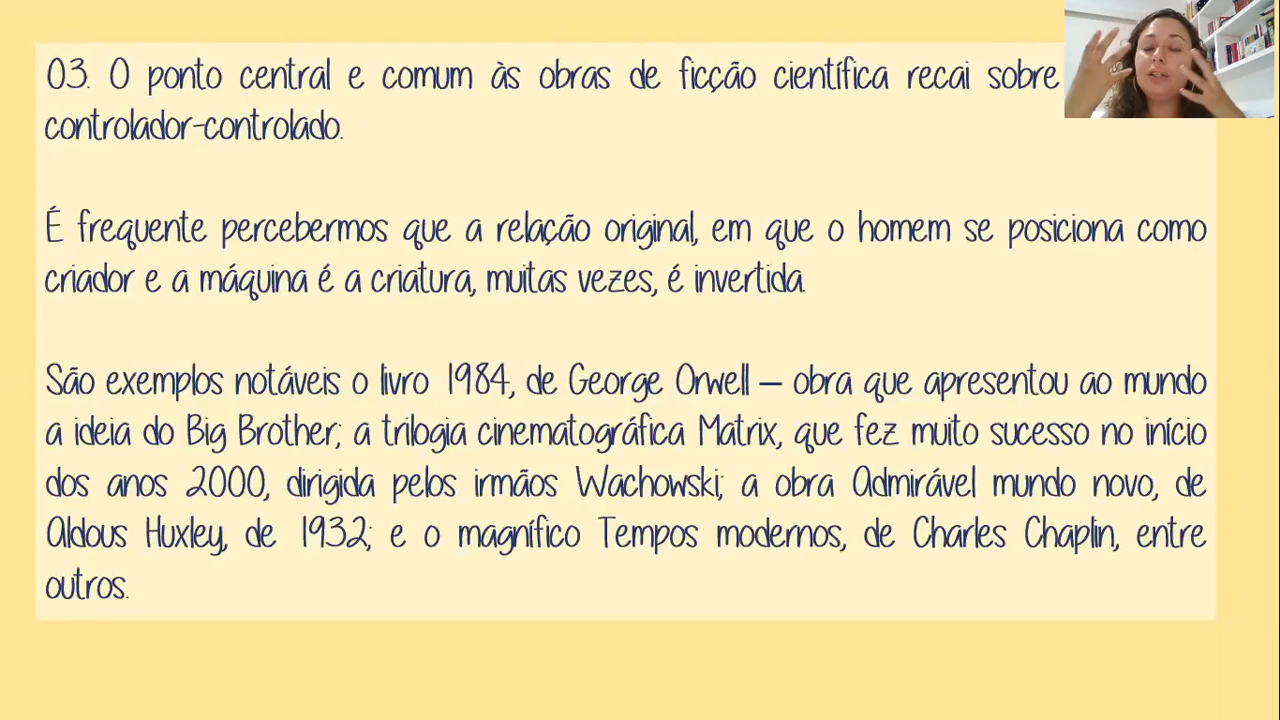 03. O ponto central e comum às obras de ficção científica recai sobre
controlador-controlado.
É frequente percebermos que a relação original, em que o homem se posiciona como
criador e a máquina é a criatura, muitas vezes, é invertida.
São exemplos notáveis o livro 1984, de George Orwell – obra que apresentou ao mundo
a ideia do Big Brother; a trilogia cinematográfica Matrix, que fez muito sucesso no início
dos anos 2000, dirigida pelos irmãos Wachowski; a obra Admirável mundo novo, de
Aldous Huxley, de 1932; e o magnífico Tempos modernos, de Charles Chaplin, entre
outros.